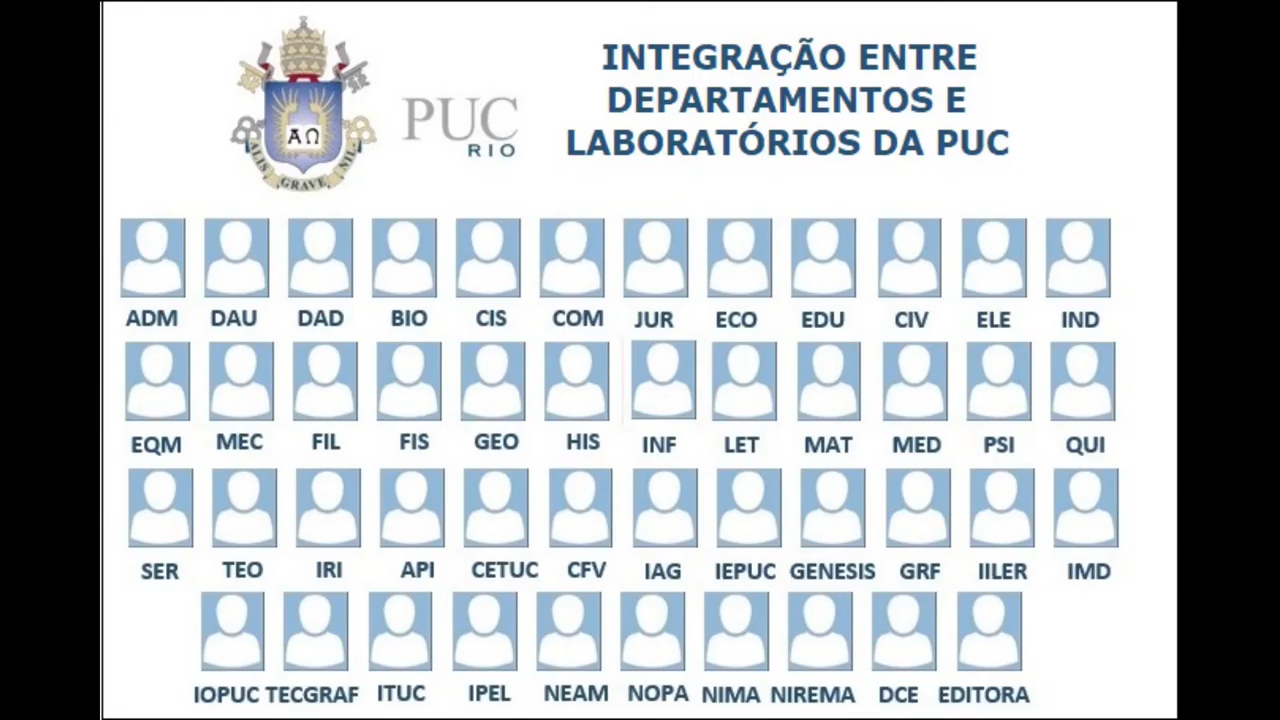 INTEGRAÇÃO ENTRE
DEPARTAMENTOS E
LABORATÓRIOS DA PUC
PUC
RIO
ΑΩ
ALIS GRAVE NIL
ADM DAU DAD BIO CIS COM JUR ECO EDU CIV ELE IND
EQM MEC FIL FIS GEO HIS INF LET MAT MED PSI QUI
SER TEO IRI API CETUC CFV IAG IEPUC GENESIS GRF IILER IMD
IOPUC TECGRAF ITUC IPEL NEAM NOPA NIMA NIREMA DCE EDITORA